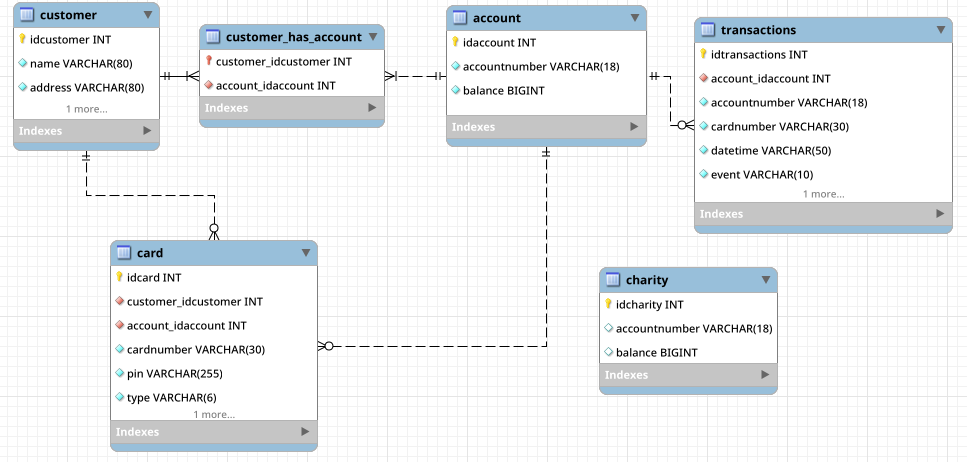 customer
idcustomer INT
name VARCHAR(80)
address VARCHAR(80)
1 more...
Indexes
customer_has_account
customer_idcustomer INT
account_idaccount INT
Indexes
account
idaccount INT
accountnumber VARCHAR(18)
balance BIGINT
Indexes
transactions
idtransactions INT
account_idaccount INT
accountnumber VARCHAR(18)
cardnumber VARCHAR(30)
datetime VARCHAR(50)
event VARCHAR(10)
1 more...
Indexes
card
idcard INT
customer_idcustomer INT
account_idaccount INT
cardnumber VARCHAR(30)
pin VARCHAR(255)
type VARCHAR(6)
1 more...
Indexes
charity
idcharity INT
accountnumber VARCHAR(18)
balance BIGINT
Indexes